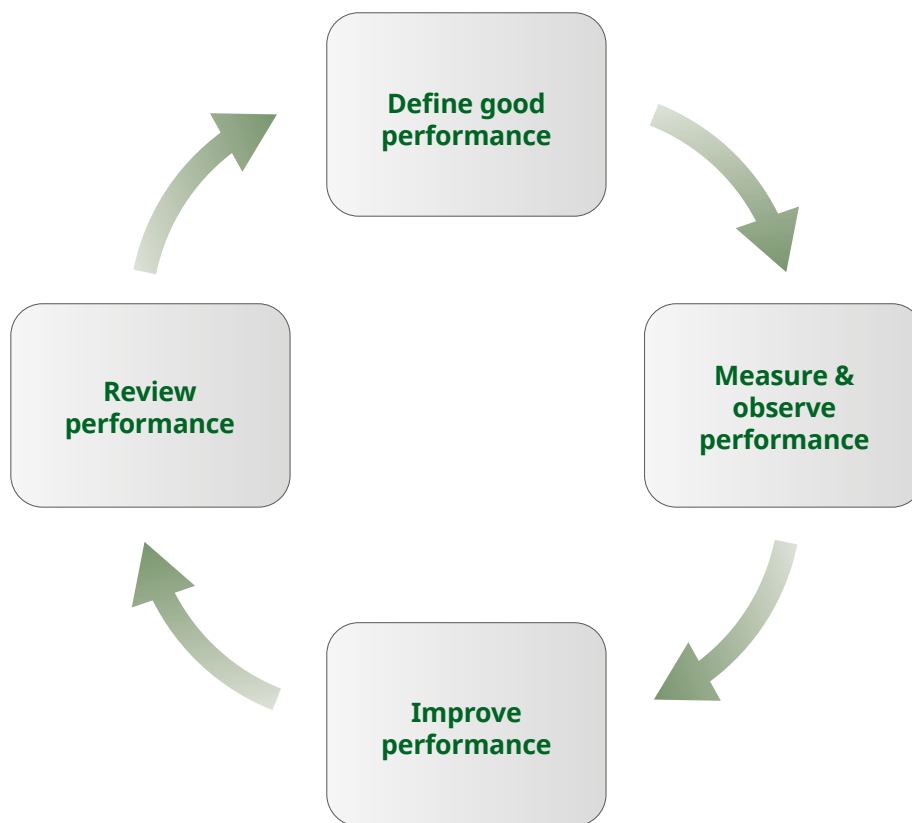 Define good
performance
Measure &
observe
performance
Improve
performance
Review
performance